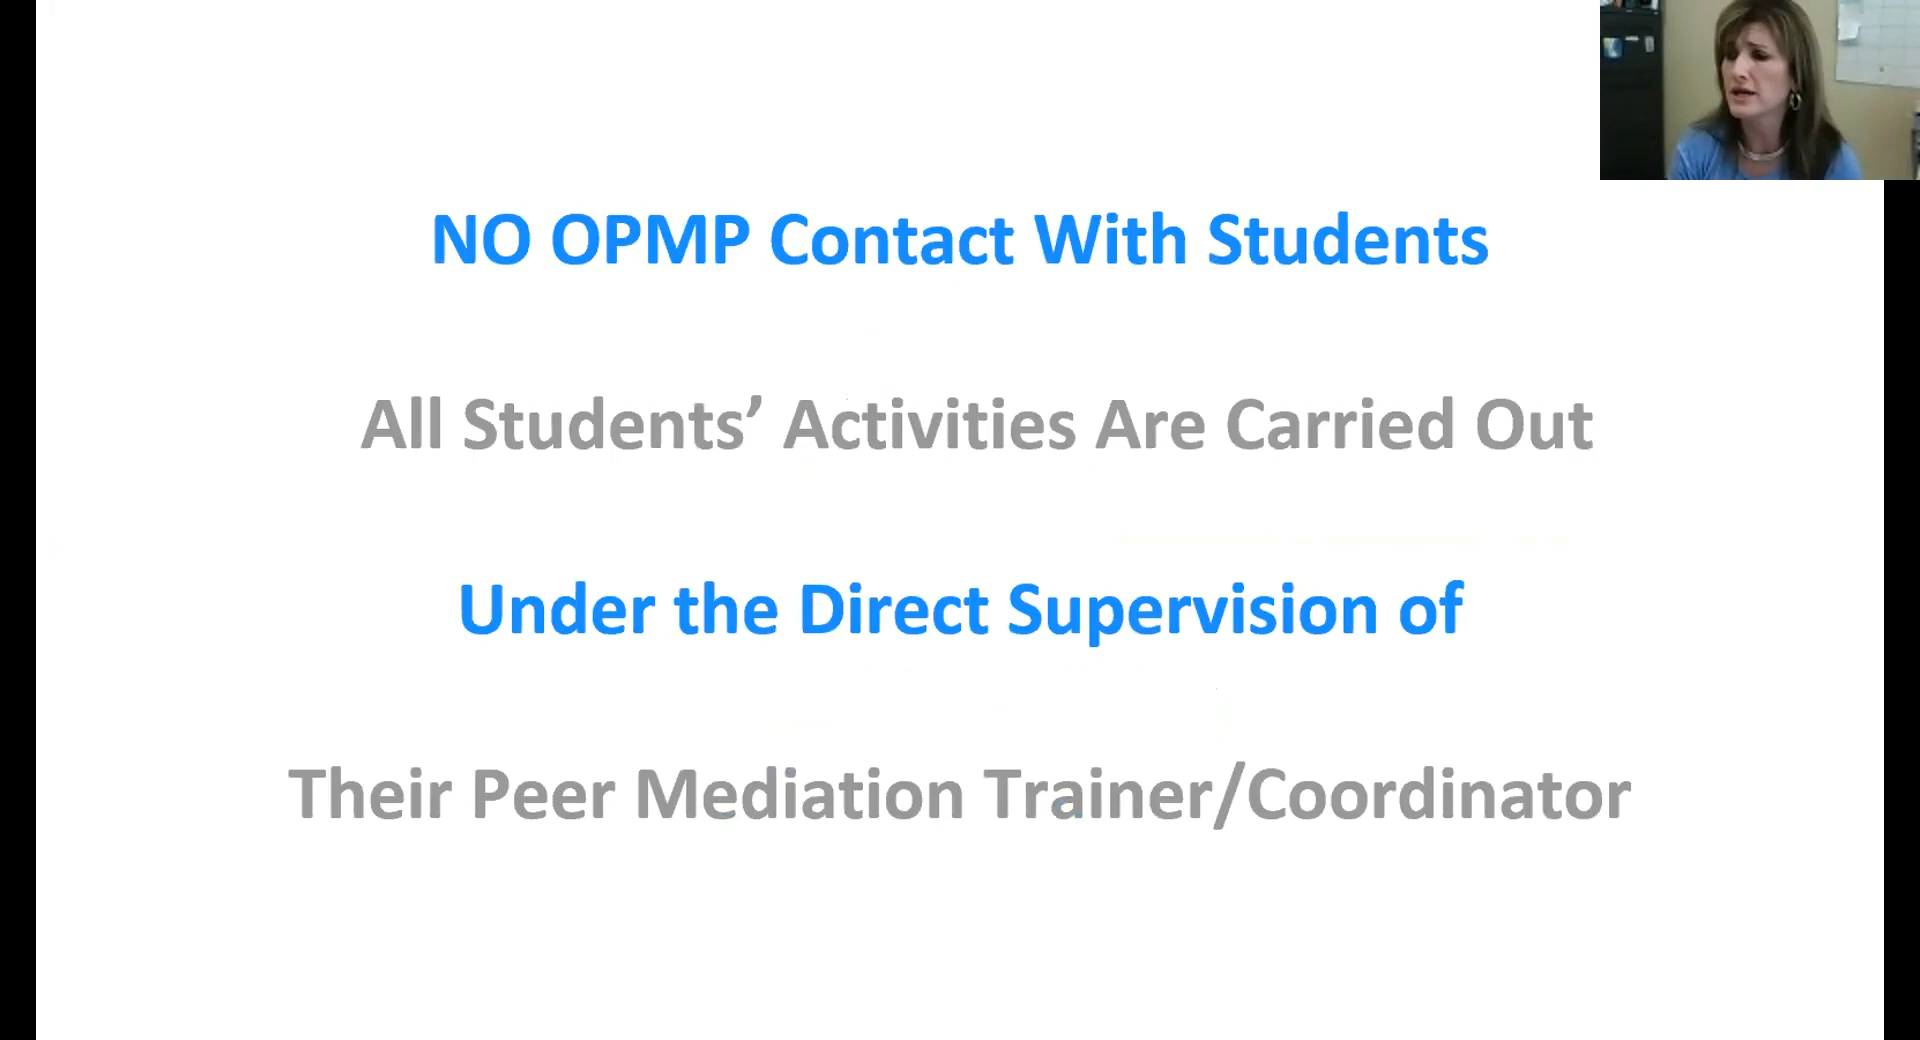 NO OPMP Contact With Students
All Students’ Activities Are Carried Out
Under the Direct Supervision of
Their Peer Mediation Trainer/Coordinator